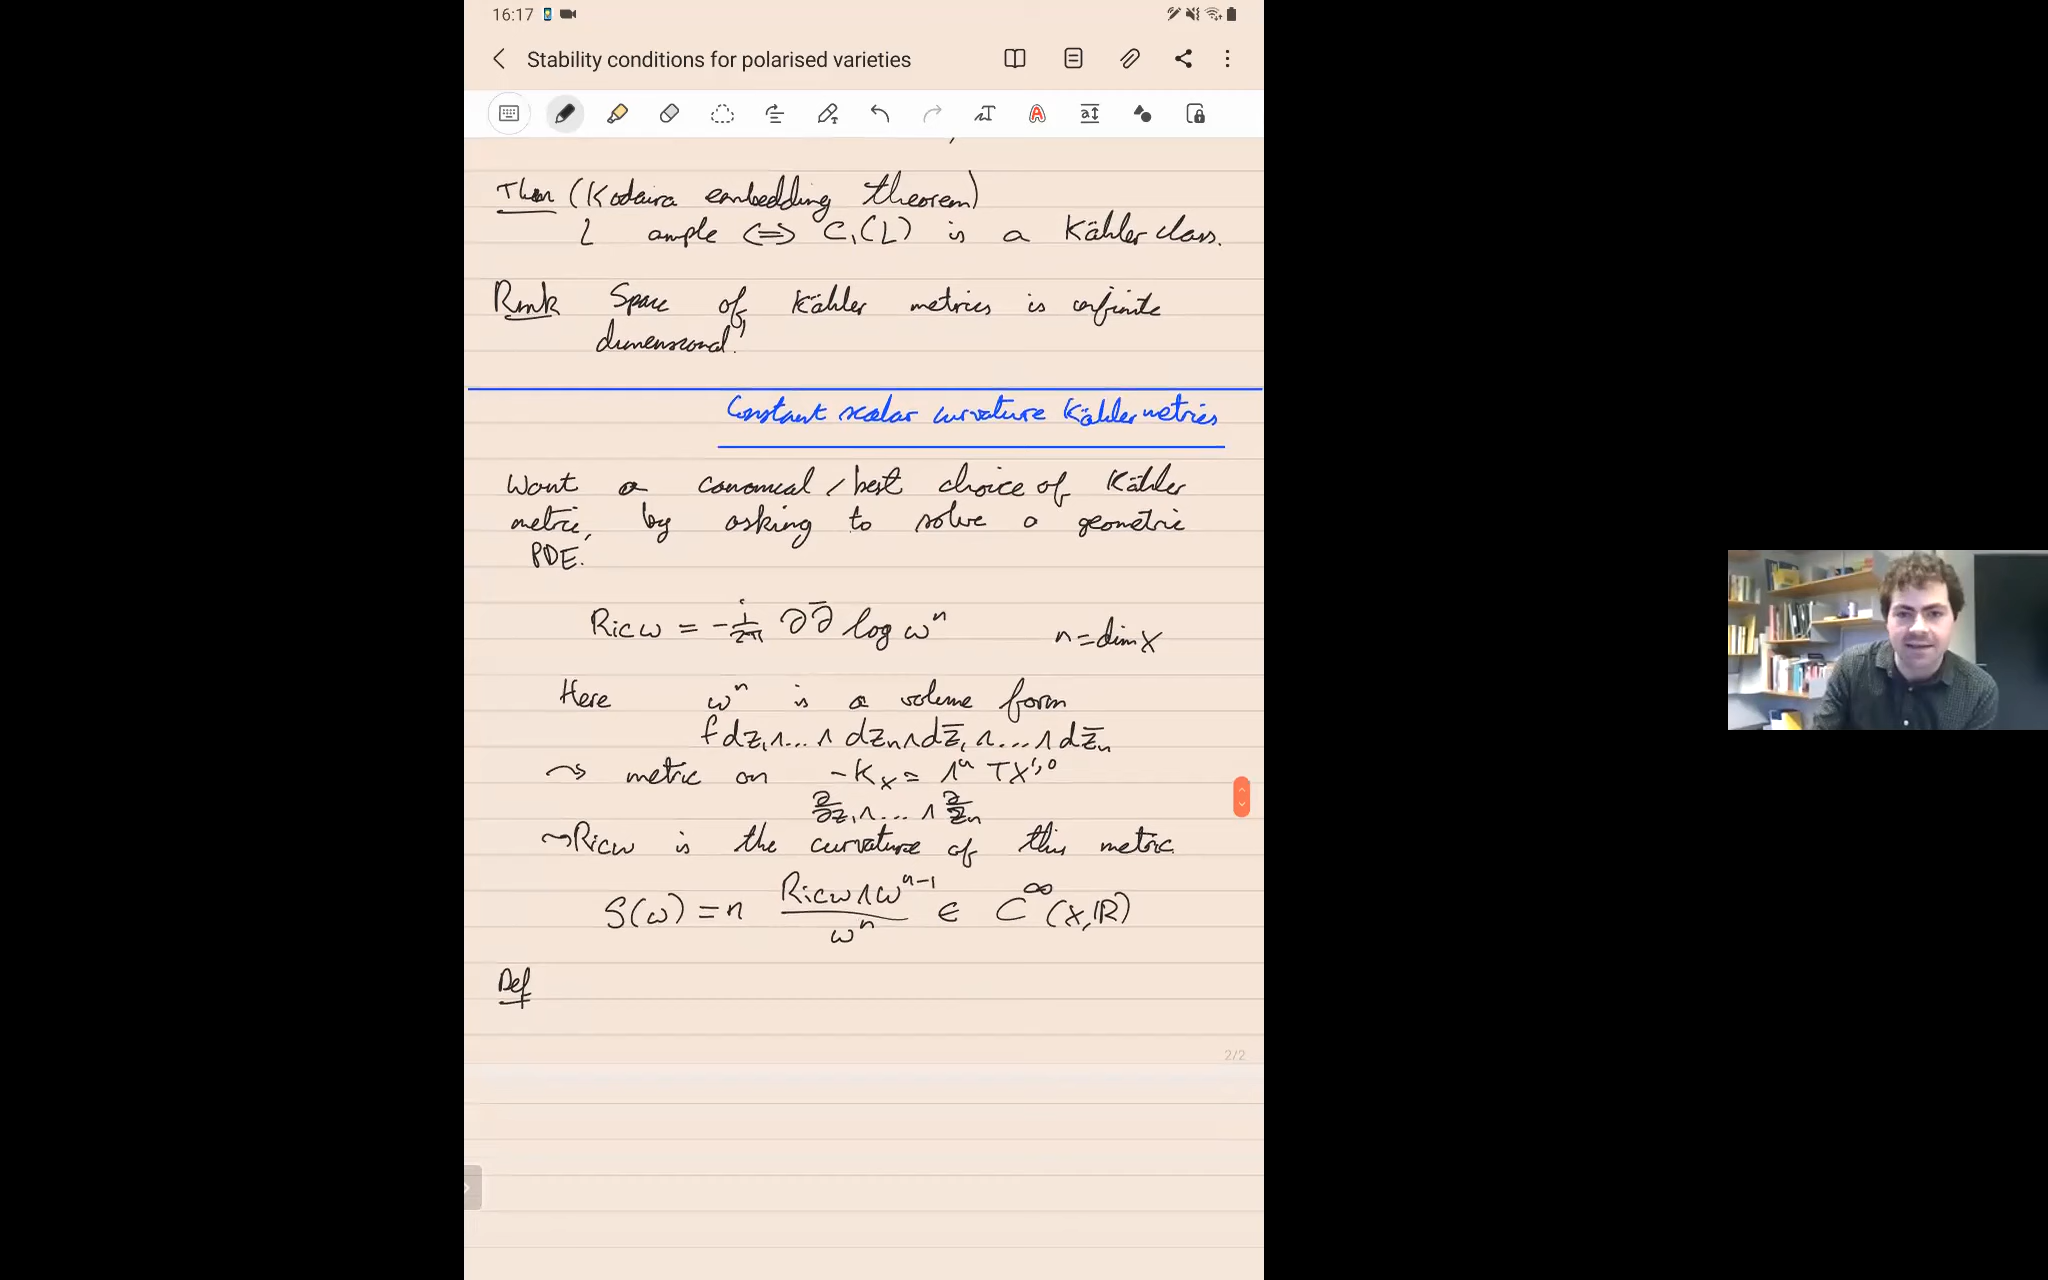 16:17
Stability conditions for polarised varieties
Thm (Kodaira embedding theorem)
L ample <=> C₁(L) is a Kähler class.
Rmk Space of Kähler metrics is infinite
dimensional!
Constant scalar curvature Kähler metrics
Want a canonical / best choice of Kähler
metric, by asking to solve a geometric
PDE.
Ric ω = - i/2π ∂∂̄ log ωⁿ n = dim X
Here ωⁿ is a volume form
f dz₁ ∧ ... ∧ dzₙ ∧ dz̄₁ ∧ ... ∧ dz̄ₙ
⤳ metric on -K_X = Λⁿ TX^{1,0}
∂/∂z₁ ∧ ... ∧ ∂/∂zₙ
⤳ Ric ω is the curvature of this metric.
S(ω) = n (Ric ω ∧ ωⁿ⁻¹)/ωⁿ ∈ C^∞(X, ℝ)
Def
2/2